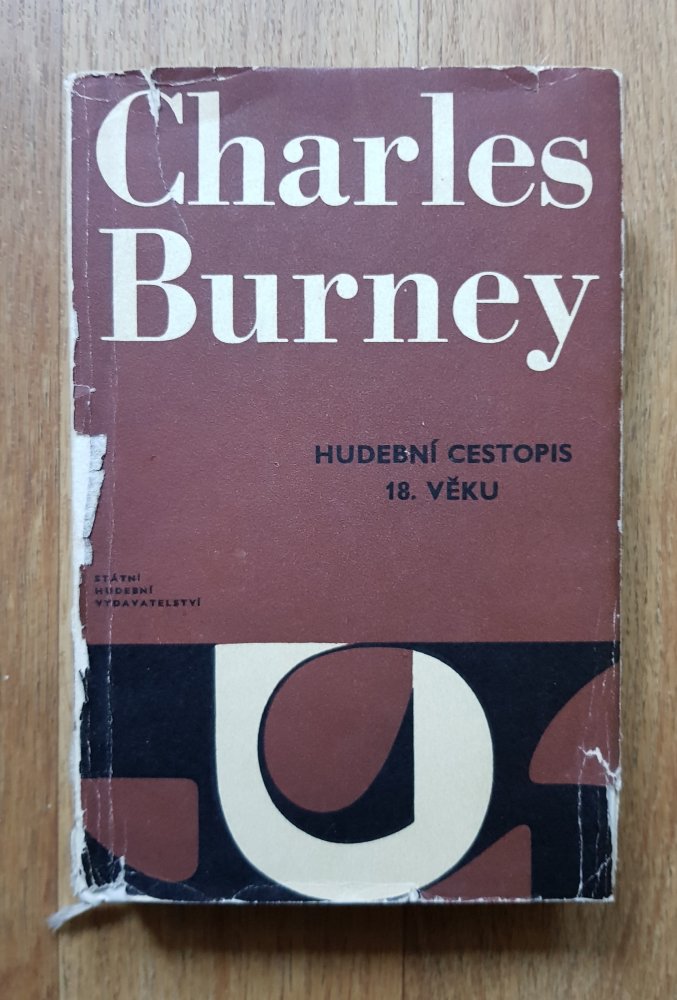 Charles
Burney
HUDEBNÍ CESTOPIS
18. VĚKU
STÁTNÍ
HUDEBNÍ
VYDAVATELSTVÍ